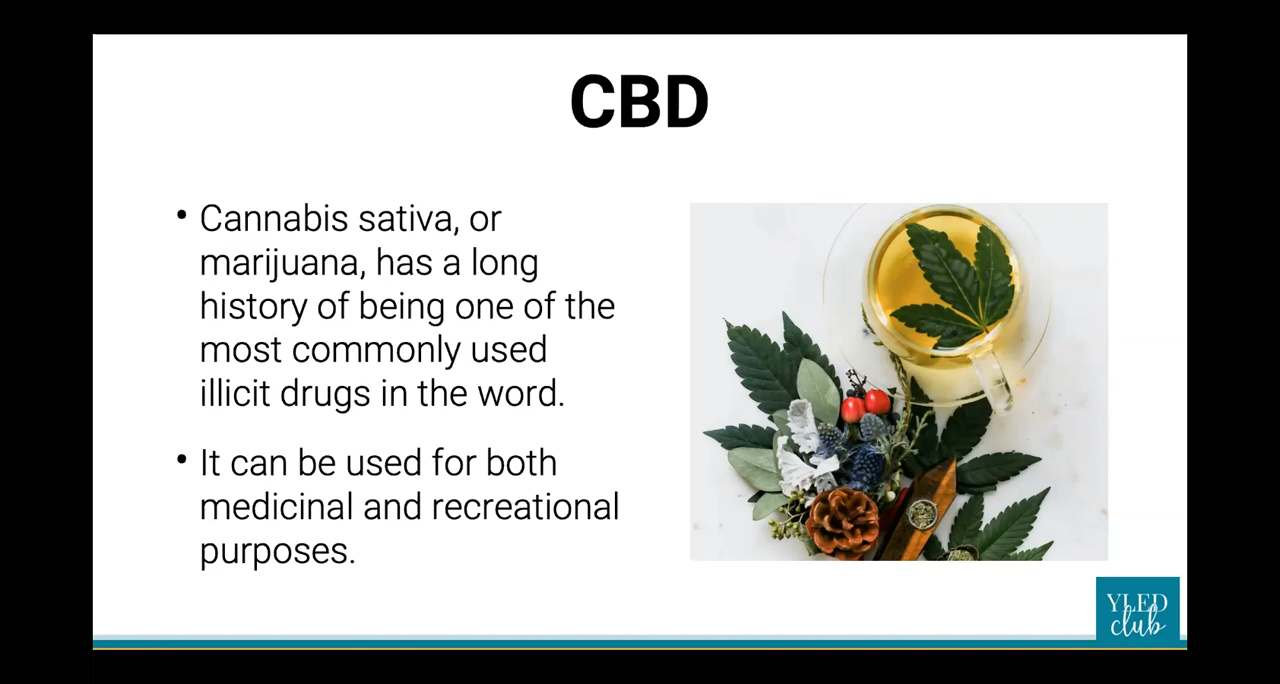 CBD
• Cannabis sativa, or
marijuana, has a long
history of being one of the
most commonly used
illicit drugs in the word.
• It can be used for both
medicinal and recreational
purposes.
YLED
club